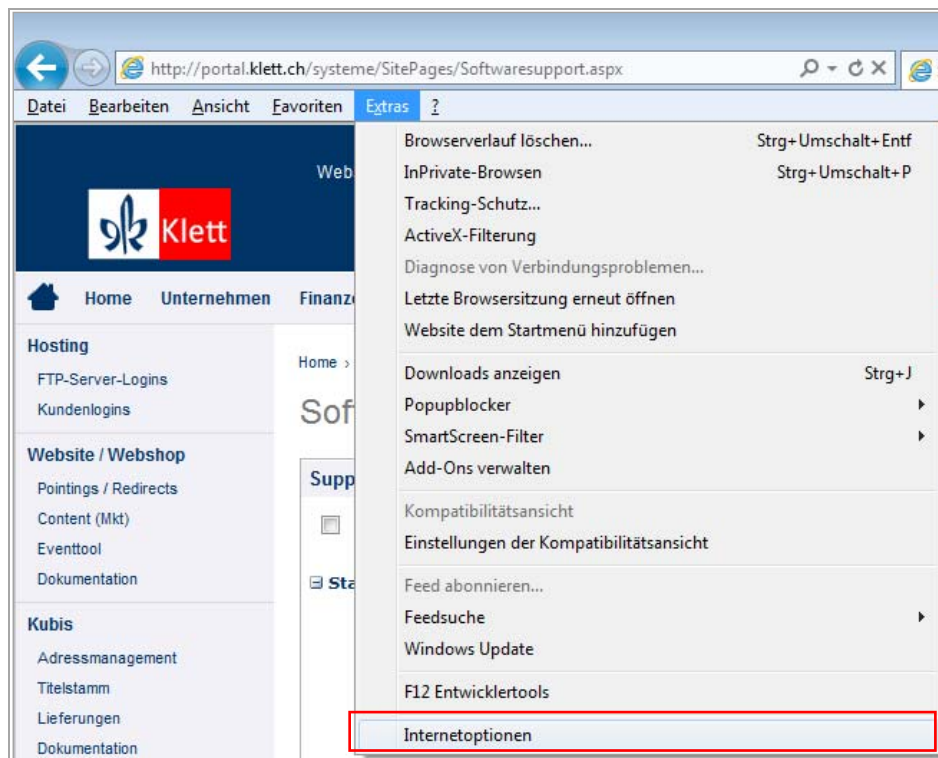 http://portal.klett.ch/systeme/SitePages/Softwaresupport.aspx
Datei Bearbeiten Ansicht Favoriten Extras ?
Klett
Home Unternehmen
Hosting
FTP-Server-Logins
Kundenlogins
Website / Webshop
Pointings / Redirects
Content (Mkt)
Eventtool
Dokumentation
Kubis
Adressmanagement
Titelstamm
Lieferungen
Dokumentation
Home ›
Browserverlauf löschen... Strg+Umschalt+Entf
InPrivate-Browsen Strg+Umschalt+P
Tracking-Schutz...
ActiveX-Filterung
Diagnose von Verbindungsproblemen...
Letzte Browsersitzung erneut öffnen
Website dem Startmenü hinzufügen
Downloads anzeigen Strg+J
Popupblocker
SmartScreen-Filter
Add-Ons verwalten
Kompatibilitätsansicht
Einstellungen der Kompatibilitätsansicht
Feed abonnieren...
Feedsuche
Windows Update
F12 Entwicklertools
Internetoptionen